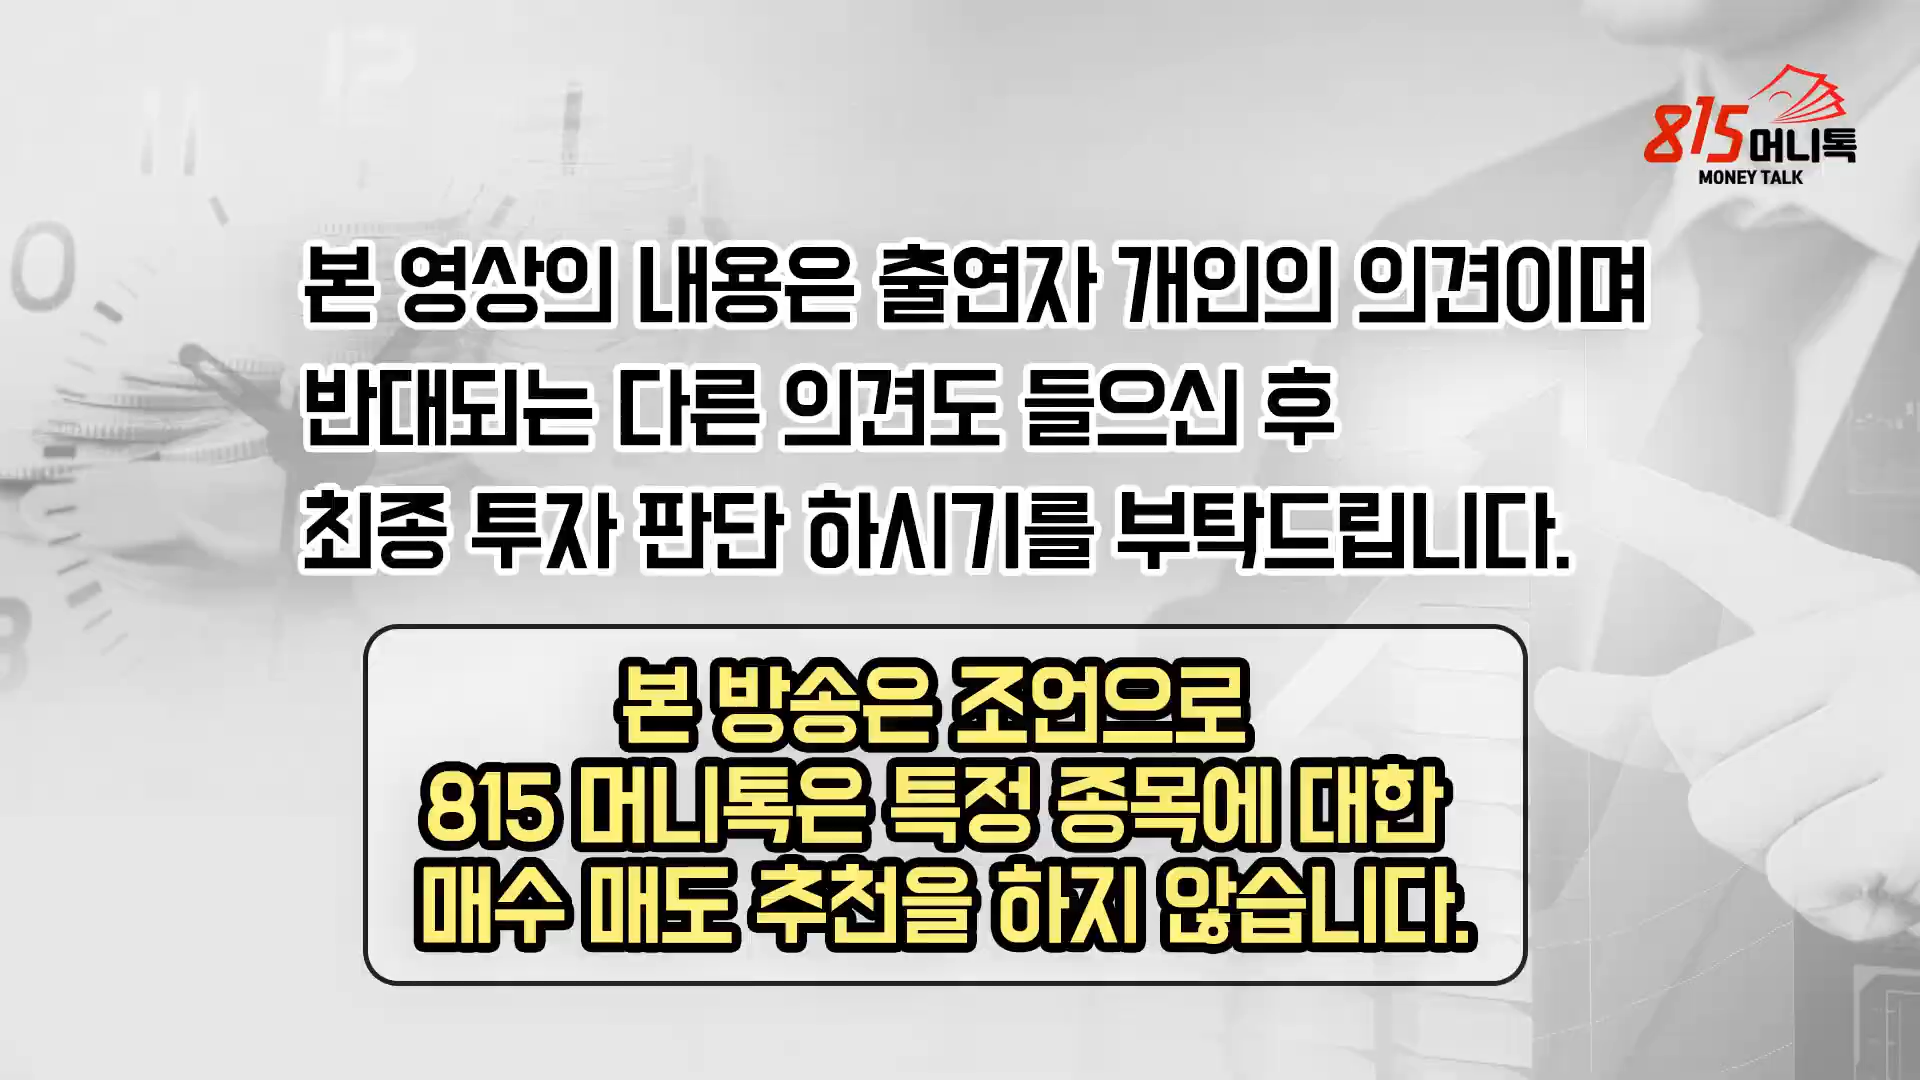 815머니톡
MONEY TALK
본 영상의 내용은 출연자 개인의 의견이며
반대되는 다른 의견도 들으신 후
최종 투자 판단 하시기를 부탁드립니다.
본 방송은 조언으로
815 머니톡은 특정 종목에 대한
매수 매도 추천을 하지 않습니다.
12
11
10
8